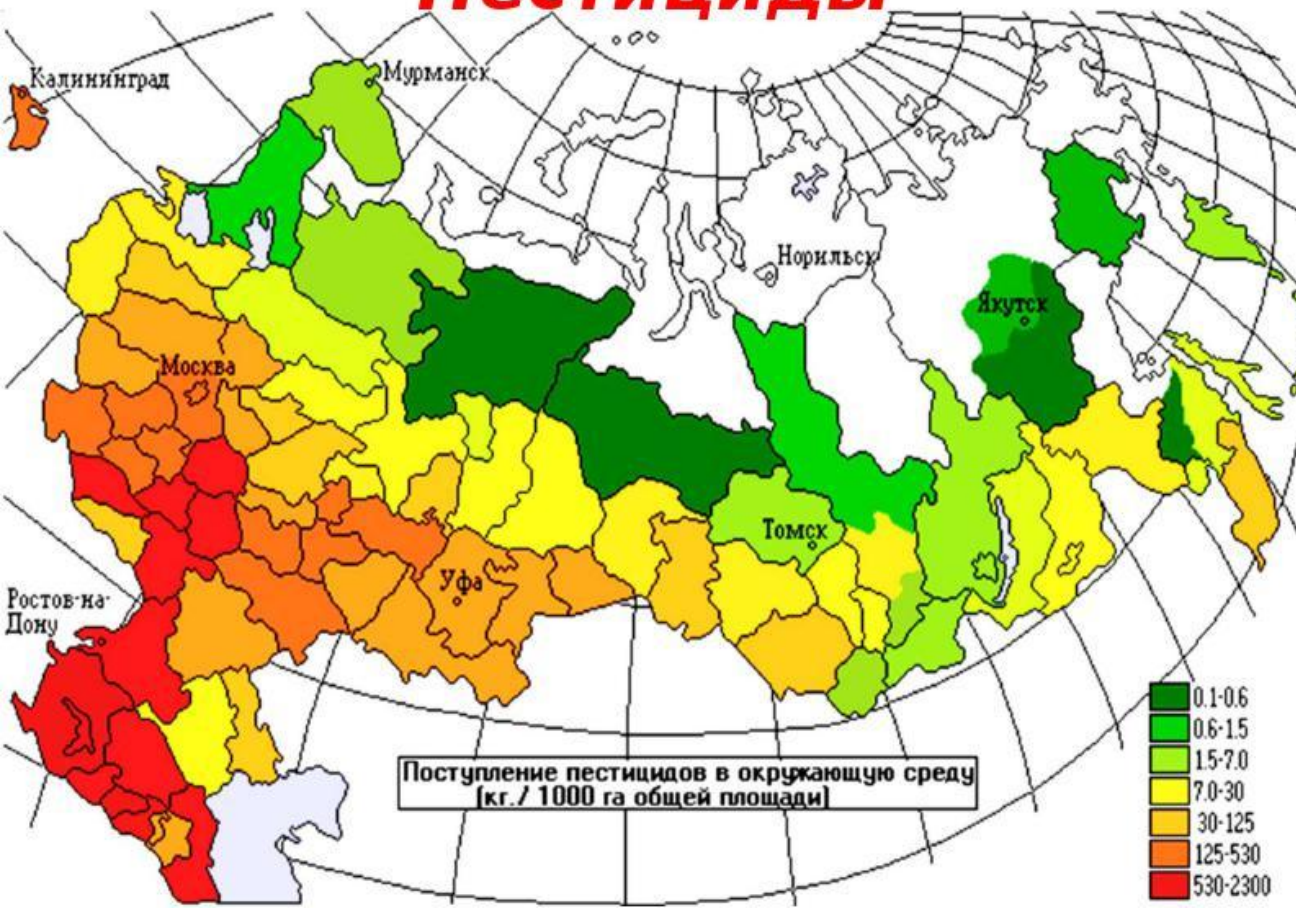 Пестициды
Калининград
Мурманск
Норильск
Якутск
Москва
Томск
Уфа
Ростов-на-
Дону
Поступление пестицидов в окружающую среду
(кг./ 1000 га общей площади)
0.1-0.6
0.6-1.5
1.5-7.0
7.0-30
30-125
125-530
530-2300